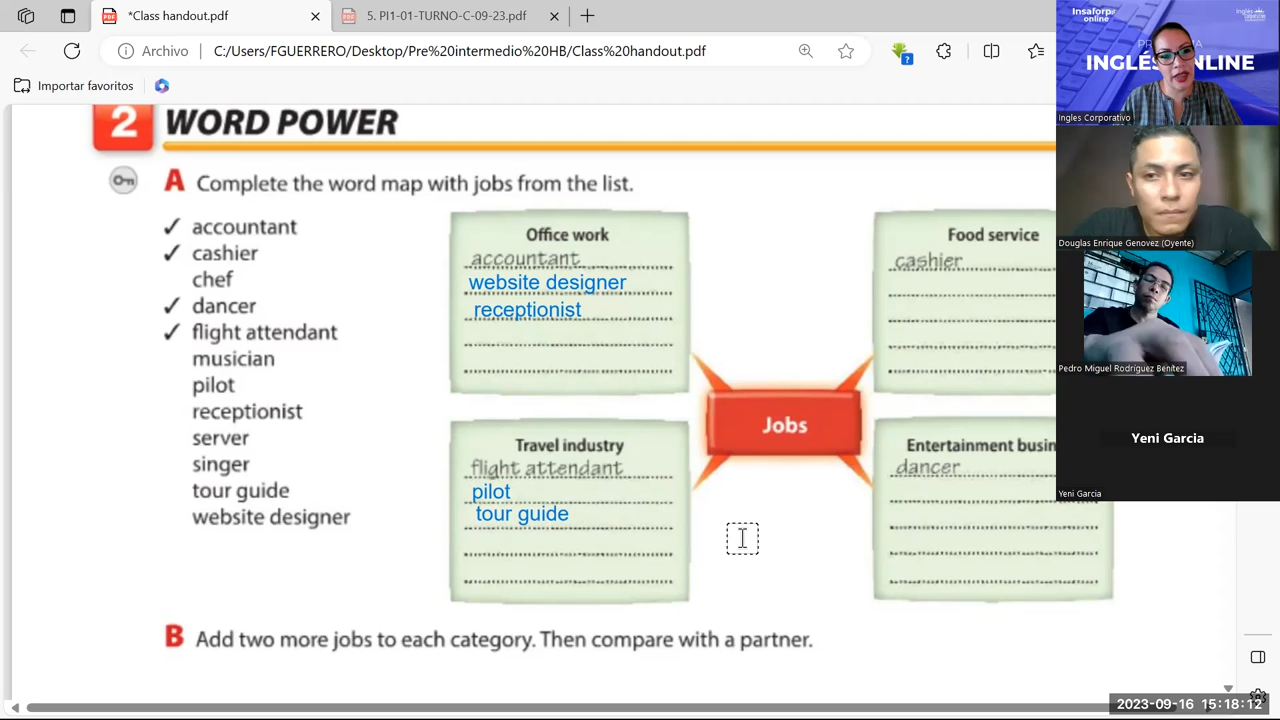 *Class handout.pdf
3. PI1-01-TURNO-C-09-23.pdf
Archivo
C:/Users/FGUERRERO/Desktop/Pre%20intermedio%20HB/Class%20handout.pdf
Importar favoritos
2 WORD POWER
A Complete the word map with jobs from the list.
✓ accountant
✓ cashier
chef
✓ dancer
✓ flight attendant
musician
pilot
receptionist
server
singer
tour guide
website designer
Office work
accountant
website designer
receptionist
Food service
cashier
Jobs
Travel industry
flight attendant
pilot
tour guide
Entertainment busin
dancer
B Add two more jobs to each category. Then compare with a partner.
Insaforp
online
Inglés
Corporativo
INGLÉS ONLINE
Ingles Corporativo
Douglas Enrique Genovez (Oyente)
Pedro Miguel Rodríguez Benítez
Yeni Garcia
Yeni Garcia
2023-09-16 15:18:12